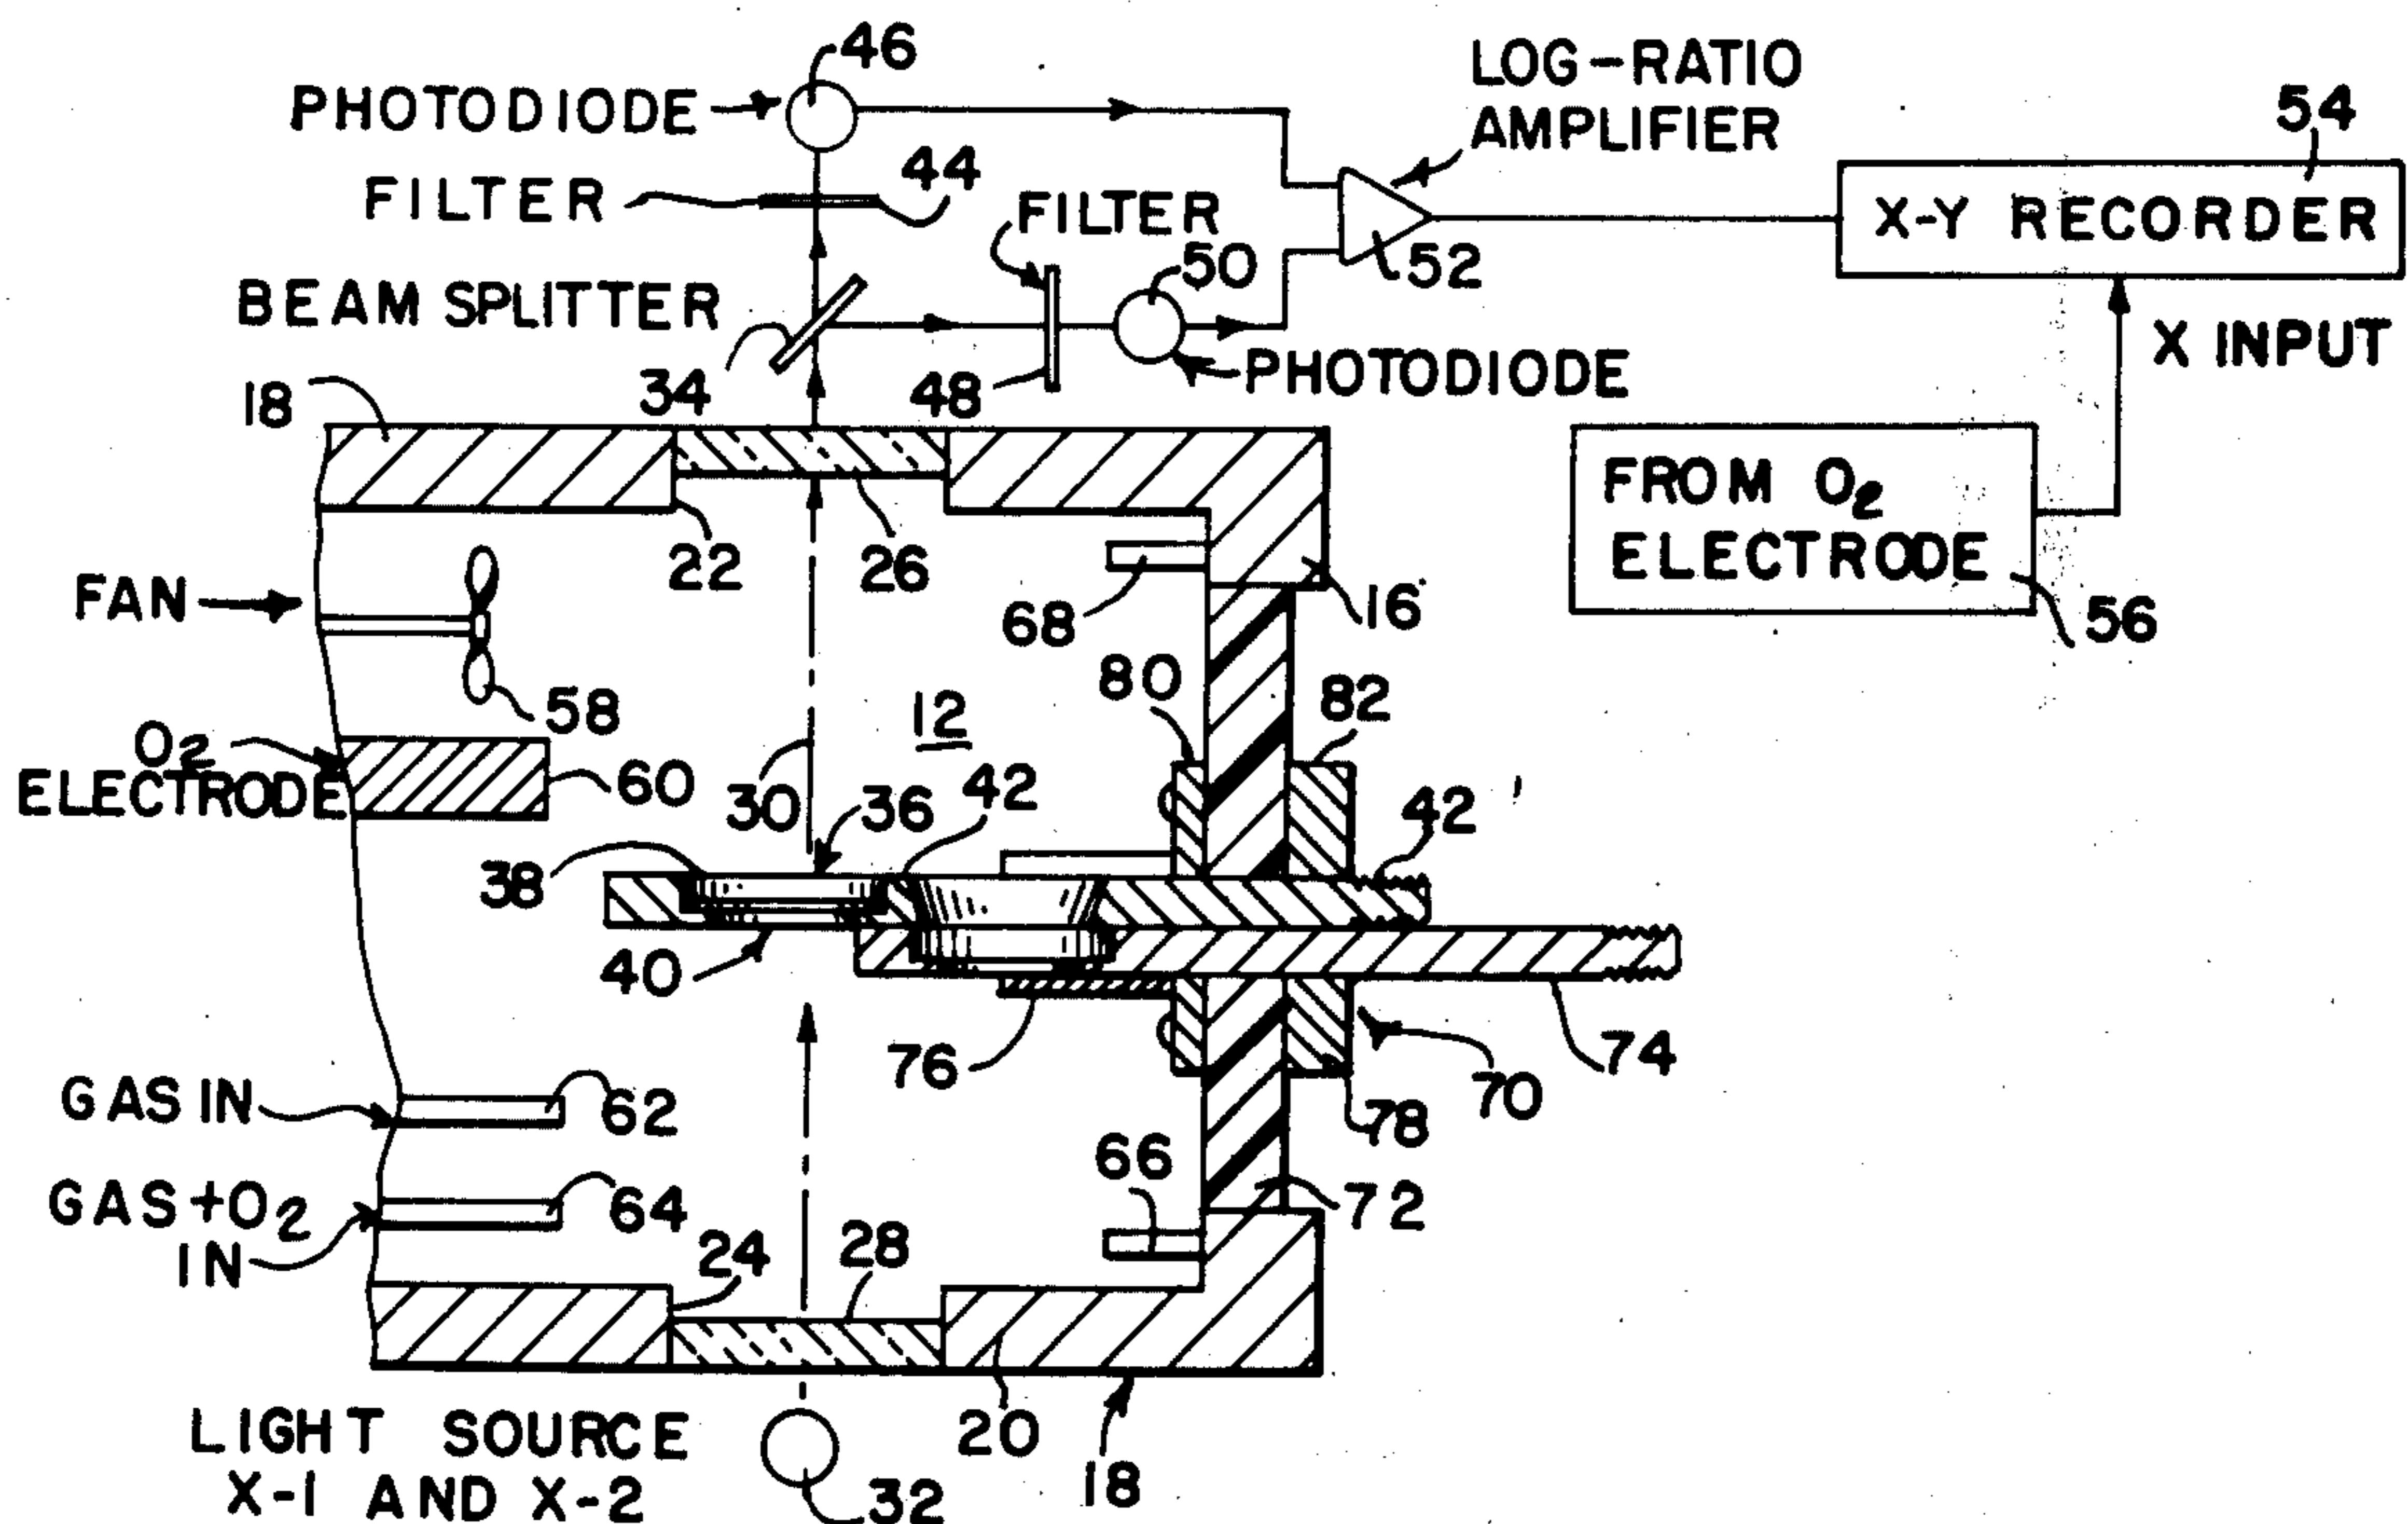 46
LOG-RATIO
AMPLIFIER
PHOTODIODE
54
44
FILTER
FILTER
X-Y RECORDER
50
52
BEAM SPLITTER
X INPUT
34
48
PHOTODIODE
18
FROM O2
ELECTRODE
22
26
FAN
68
16
56
80
82
58
12
O2
ELECTRODE
60
30
36
42
42'
38
40
76
74
70
GAS IN
62
78
66
GAS+O2
IN
64
72
24
28
LIGHT SOURCE
X-1 AND X-2
20
18
32